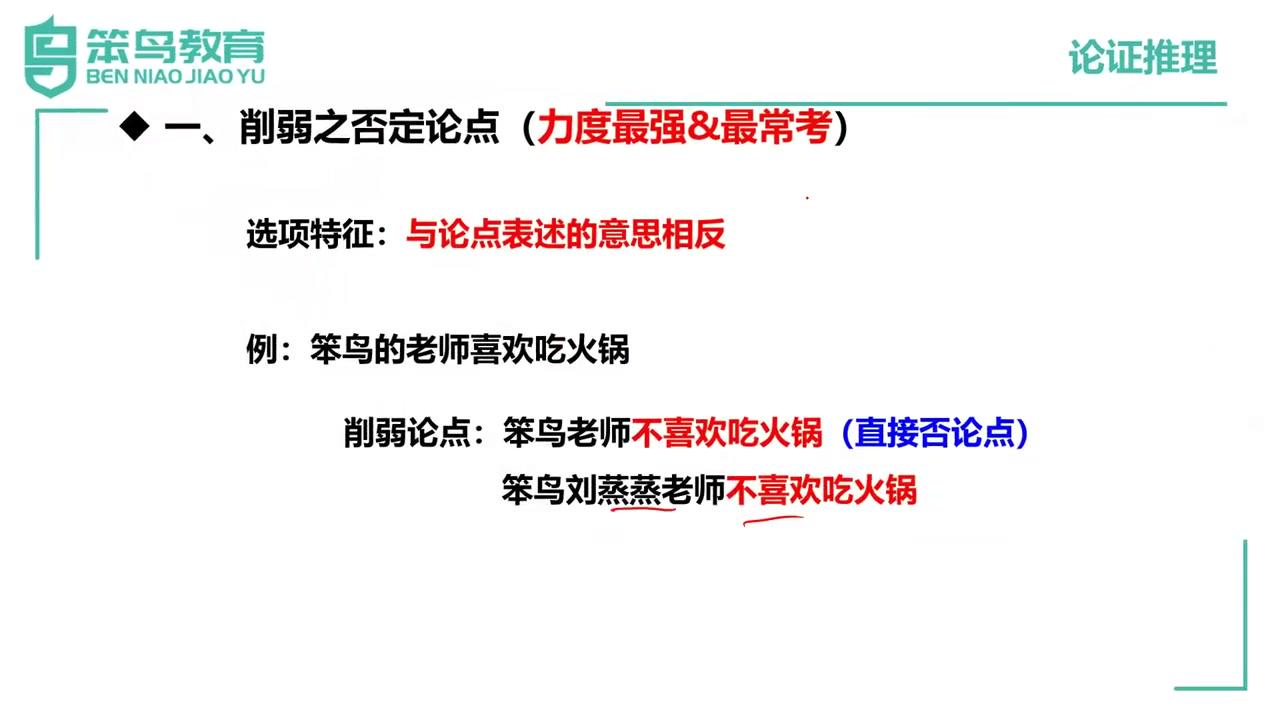 笨鸟教育
BEN NIAO JIAO YU
论证推理
一、削弱之否定论点（力度最强&最常考）
选项特征：与论点表述的意思相反
例：笨鸟的老师喜欢吃火锅
削弱论点：笨鸟老师不喜欢吃火锅（直接否论点）
笨鸟刘蒸蒸老师不喜欢吃火锅